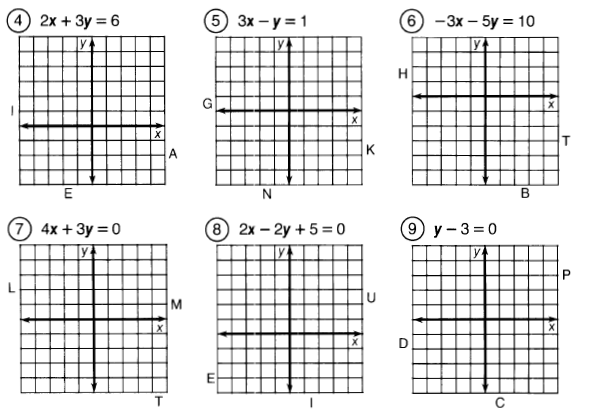 4 2x + 3y = 6
5 3x − y = 1
6 −3x − 5y = 10
y
y
y
H
G
I
x
x
x
T
K
A
E
N
B
7 4x + 3y = 0
8 2x − 2y + 5 = 0
9 y − 3 = 0
y
y
y
P
L
U
M
x
x
x
D
E
T
I
C